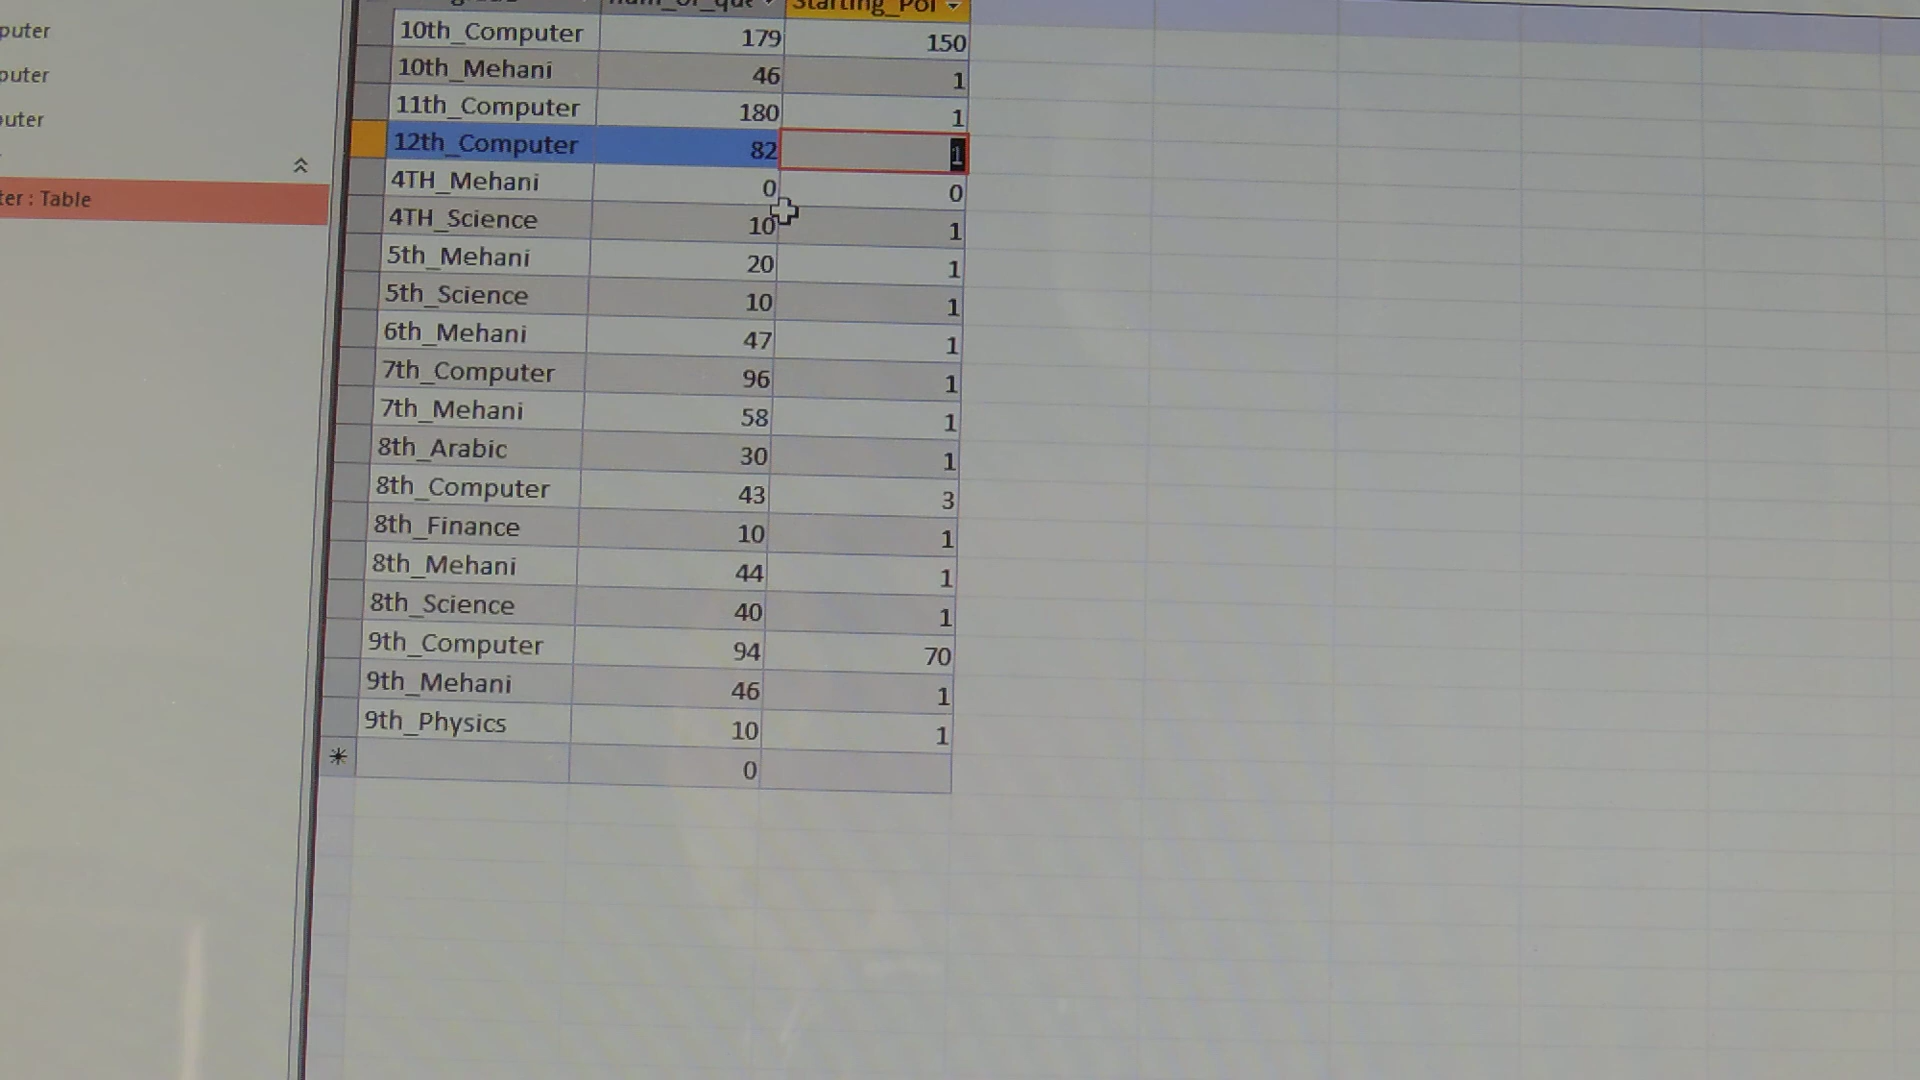 puter
puter
outer
ter : Table
num_of_que Starting_Poi
10th_Computer 179 150
10th_Mehani 46 1
11th_Computer 180 1
12th_Computer 82 1
4TH_Mehani 0 0
4TH_Science 10 1
5th_Mehani 20 1
5th_Science 10 1
6th_Mehani 47 1
7th_Computer 96 1
7th_Mehani 58 1
8th_Arabic 30 1
8th_Computer 43 3
8th_Finance 10 1
8th_Mehani 44 1
8th_Science 40 1
9th_Computer 94 70
9th_Mehani 46 1
9th_Physics 10 1
* 0